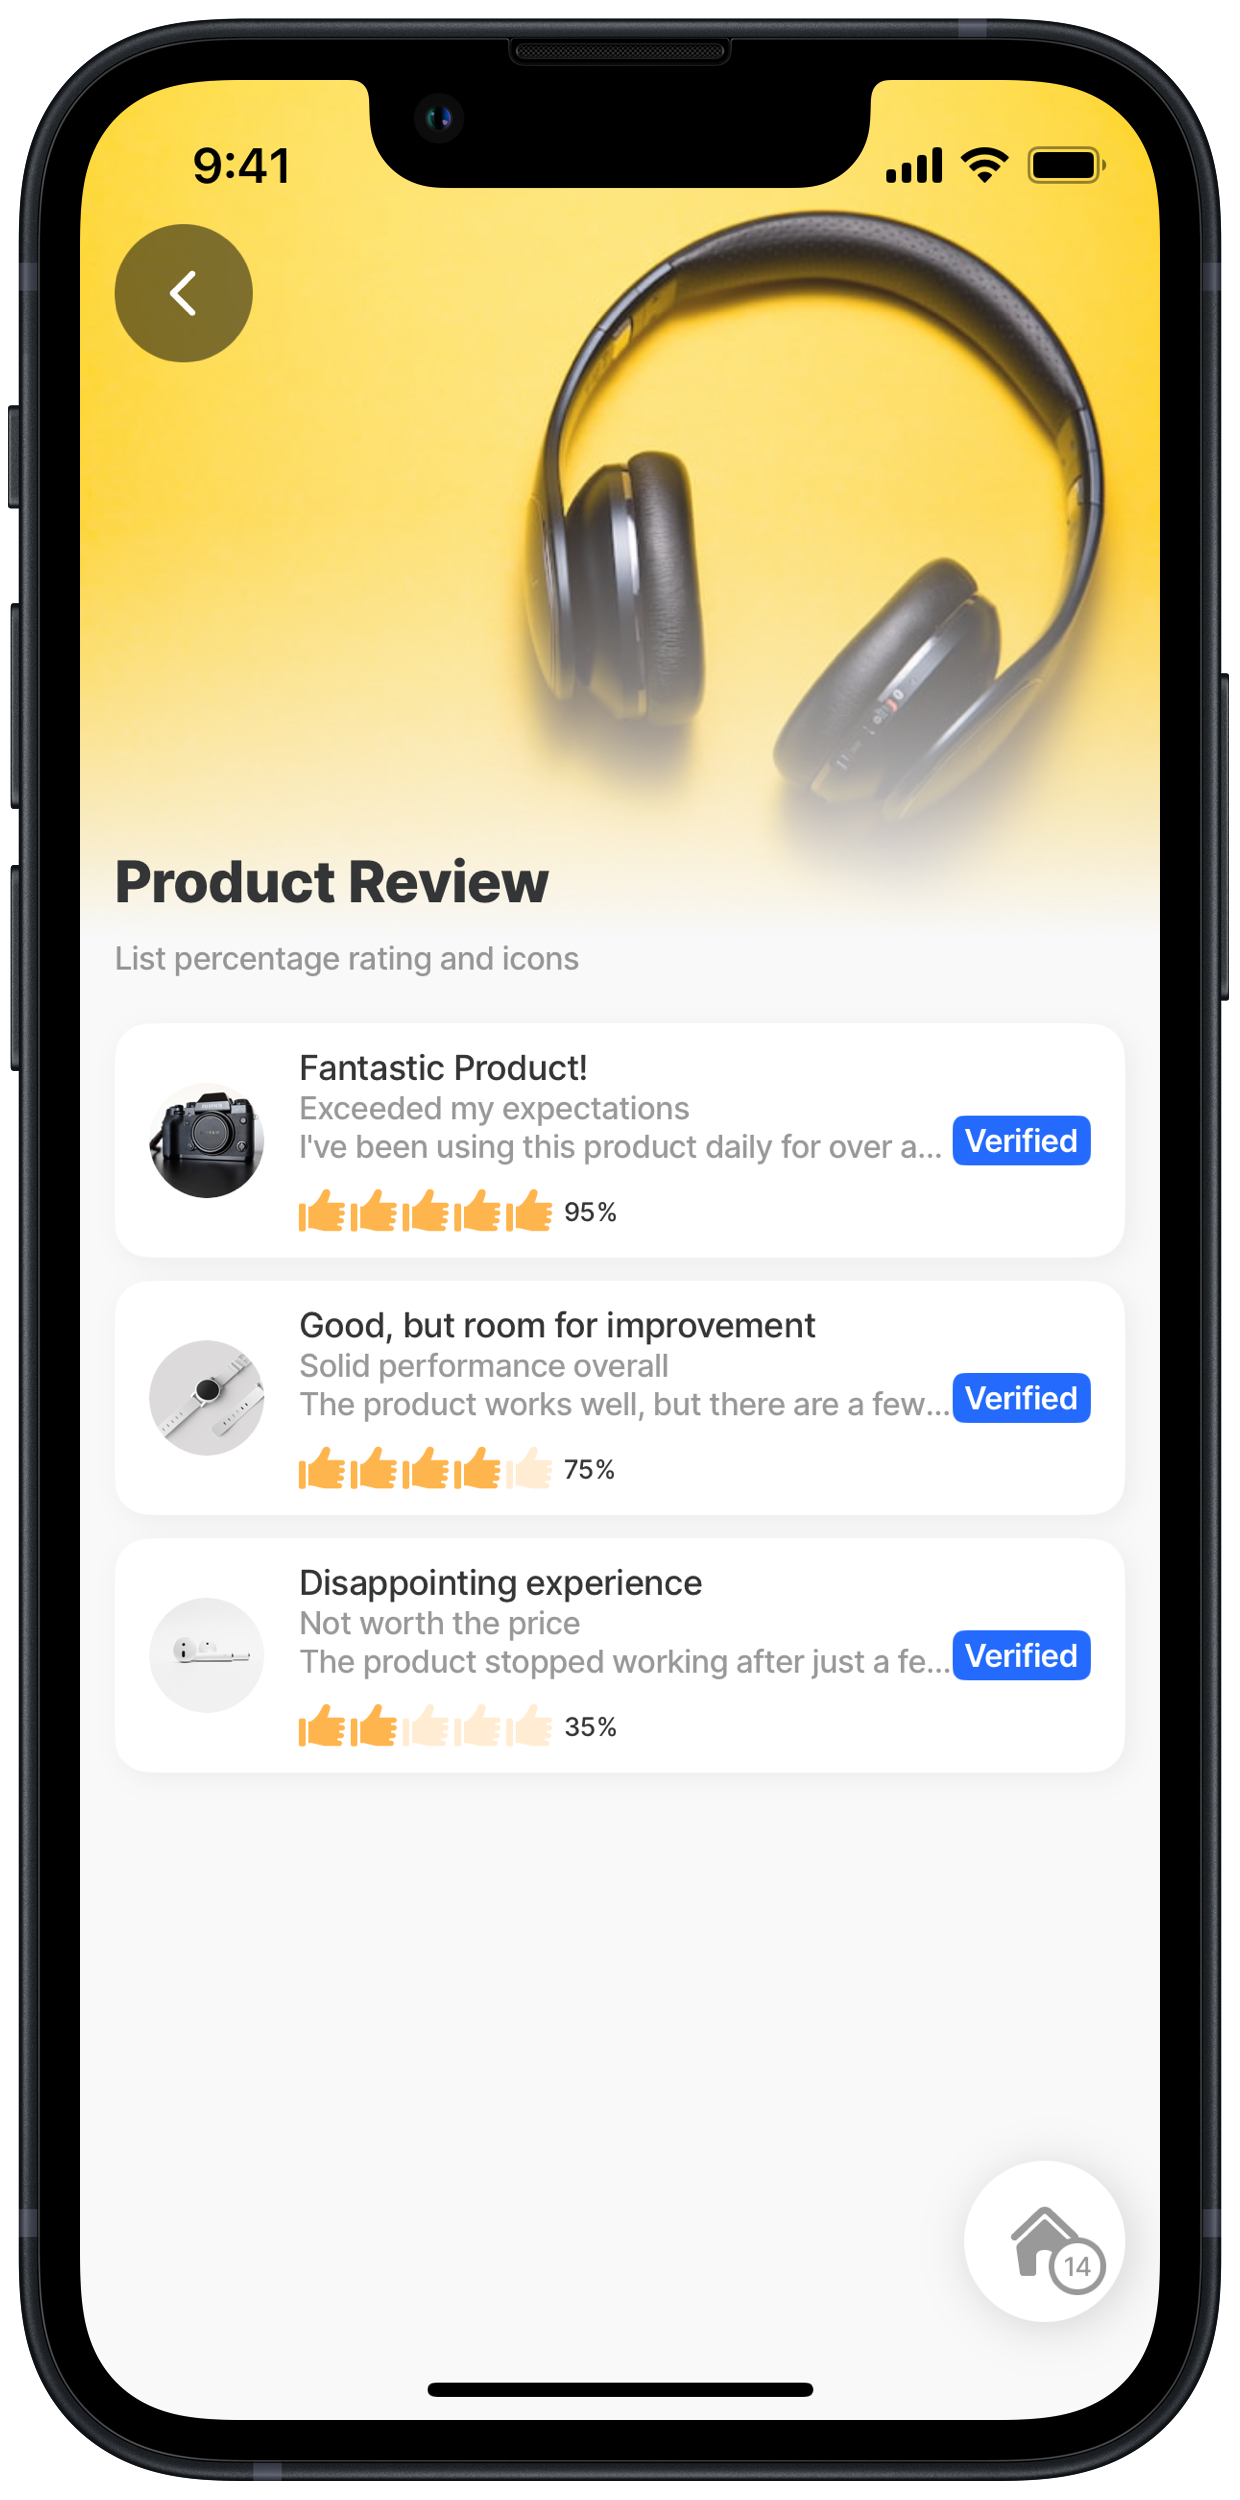 9:41
Product Review
List percentage rating and icons
Fantastic Product!
Exceeded my expectations
I've been using this product daily for over a...
Verified
95%
Good, but room for improvement
Solid performance overall
The product works well, but there are a few...
Verified
75%
Disappointing experience
Not worth the price
The product stopped working after just a fe...
Verified
35%
14